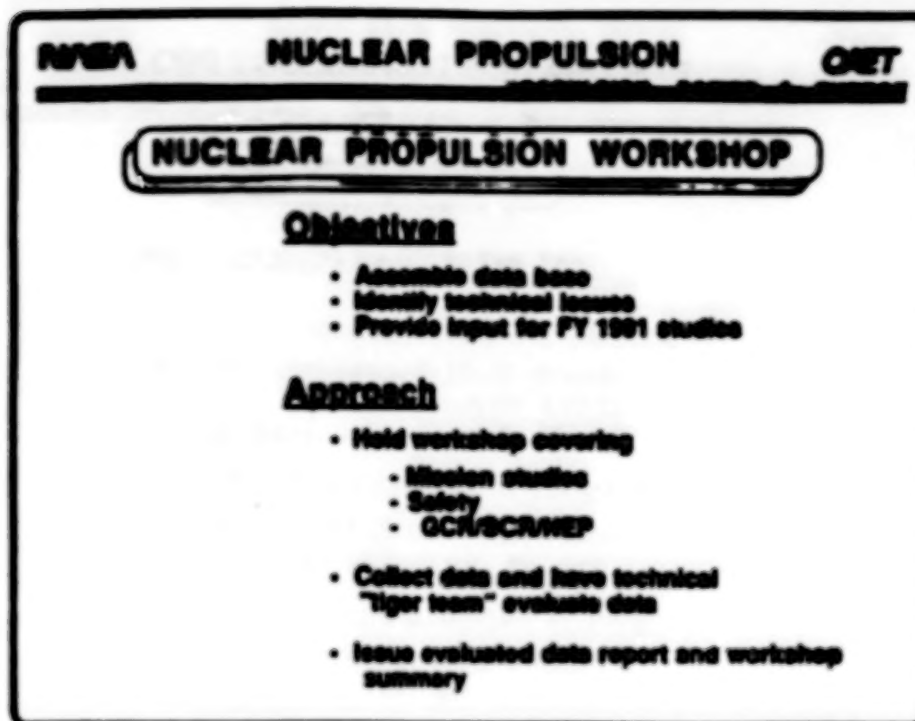 NASA NUCLEAR PROPULSION OAET
NUCLEAR PROPULSION WORKSHOP
Objectives
• Assemble data base
• Identify technical issues
• Provide input for FY 1991 studies
Approach
• Hold workshop covering
- Mission studies
- Safety
- GCR/SCR/NEP
• Collect data and have technical
"tiger team" evaluate data
• Issue evaluated data report and workshop
summary